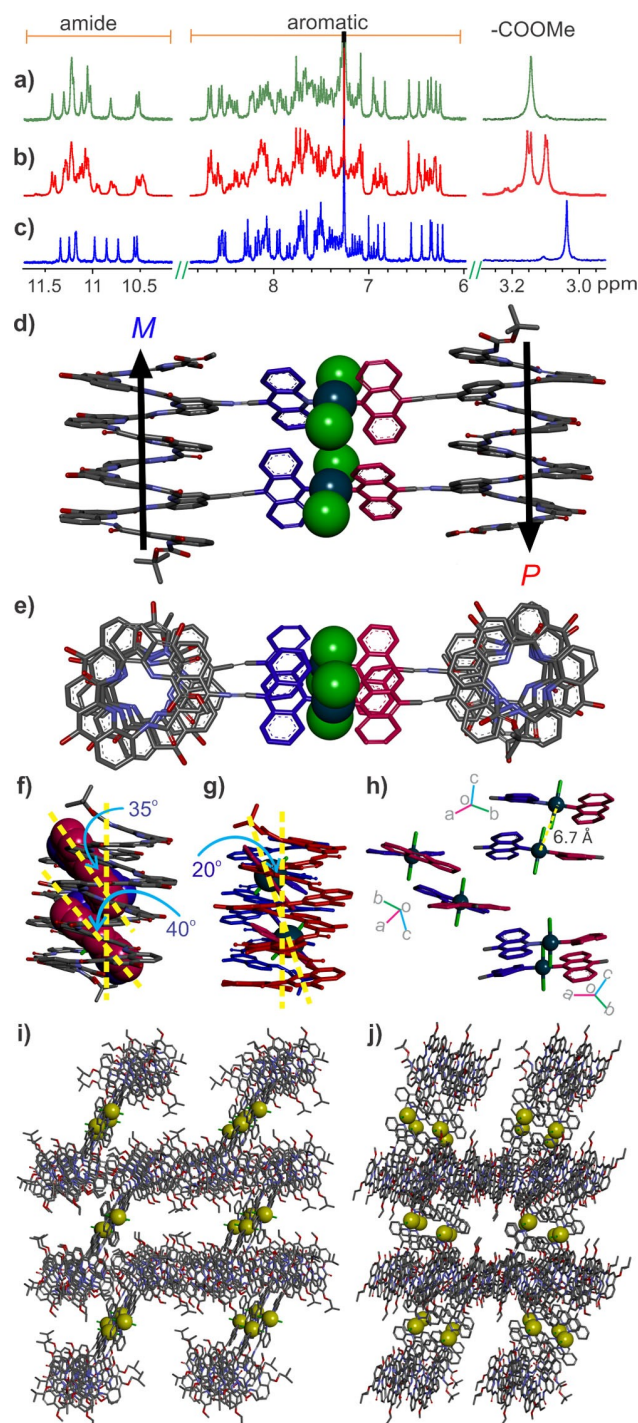 amide aromatic -COOMe
a)
b)
c)
11.5 11.0 10.5 8 7 6 3.2 3.0 ppm
d) M
P
e)
f) 35° g) h)
c
o
a b
6.7 Å
20°
b o
a c
40°
c
a o
b
i) j)